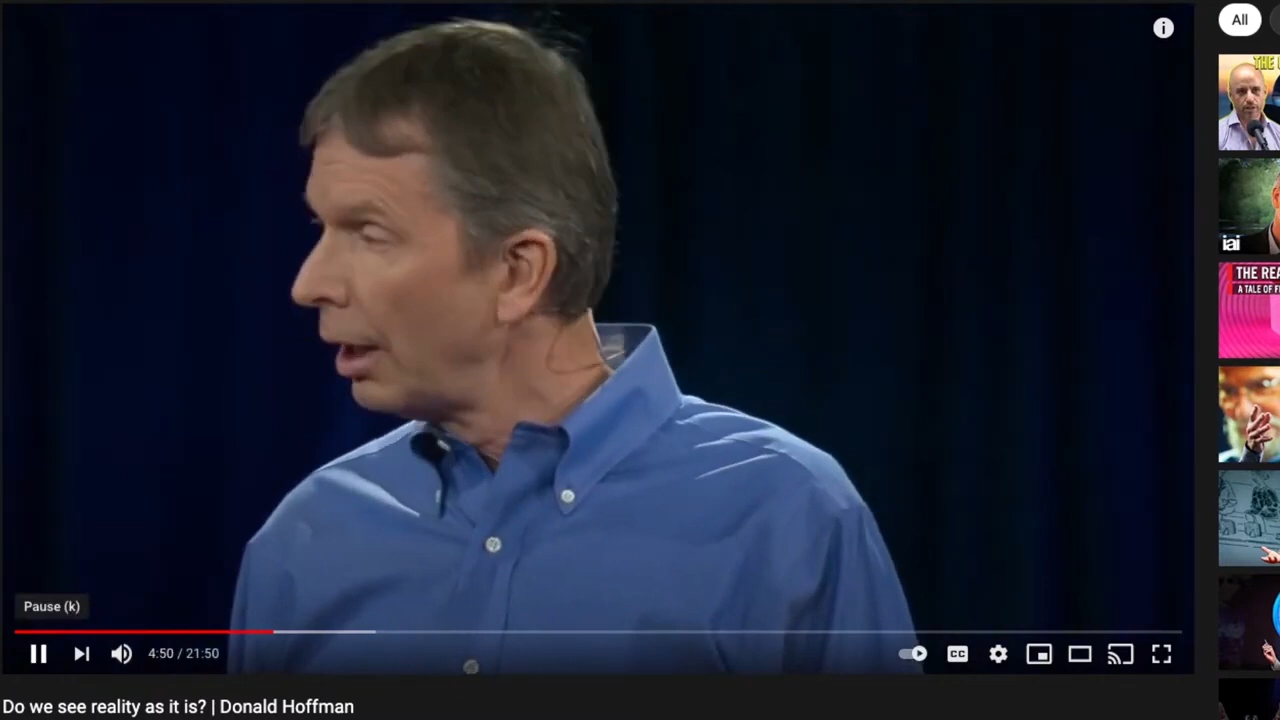 All
THE
iai
THE REA
A TALE OF F
Pause (k)
4:50 / 21:50
CC
Do we see reality as it is? | Donald Hoffman